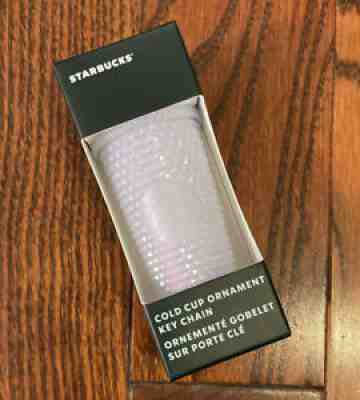 STARBUCKS®
COLD CUP ORNAMENT
KEY CHAIN
ORNEMENTÉ GOBELET
SUR PORTE CLÉ